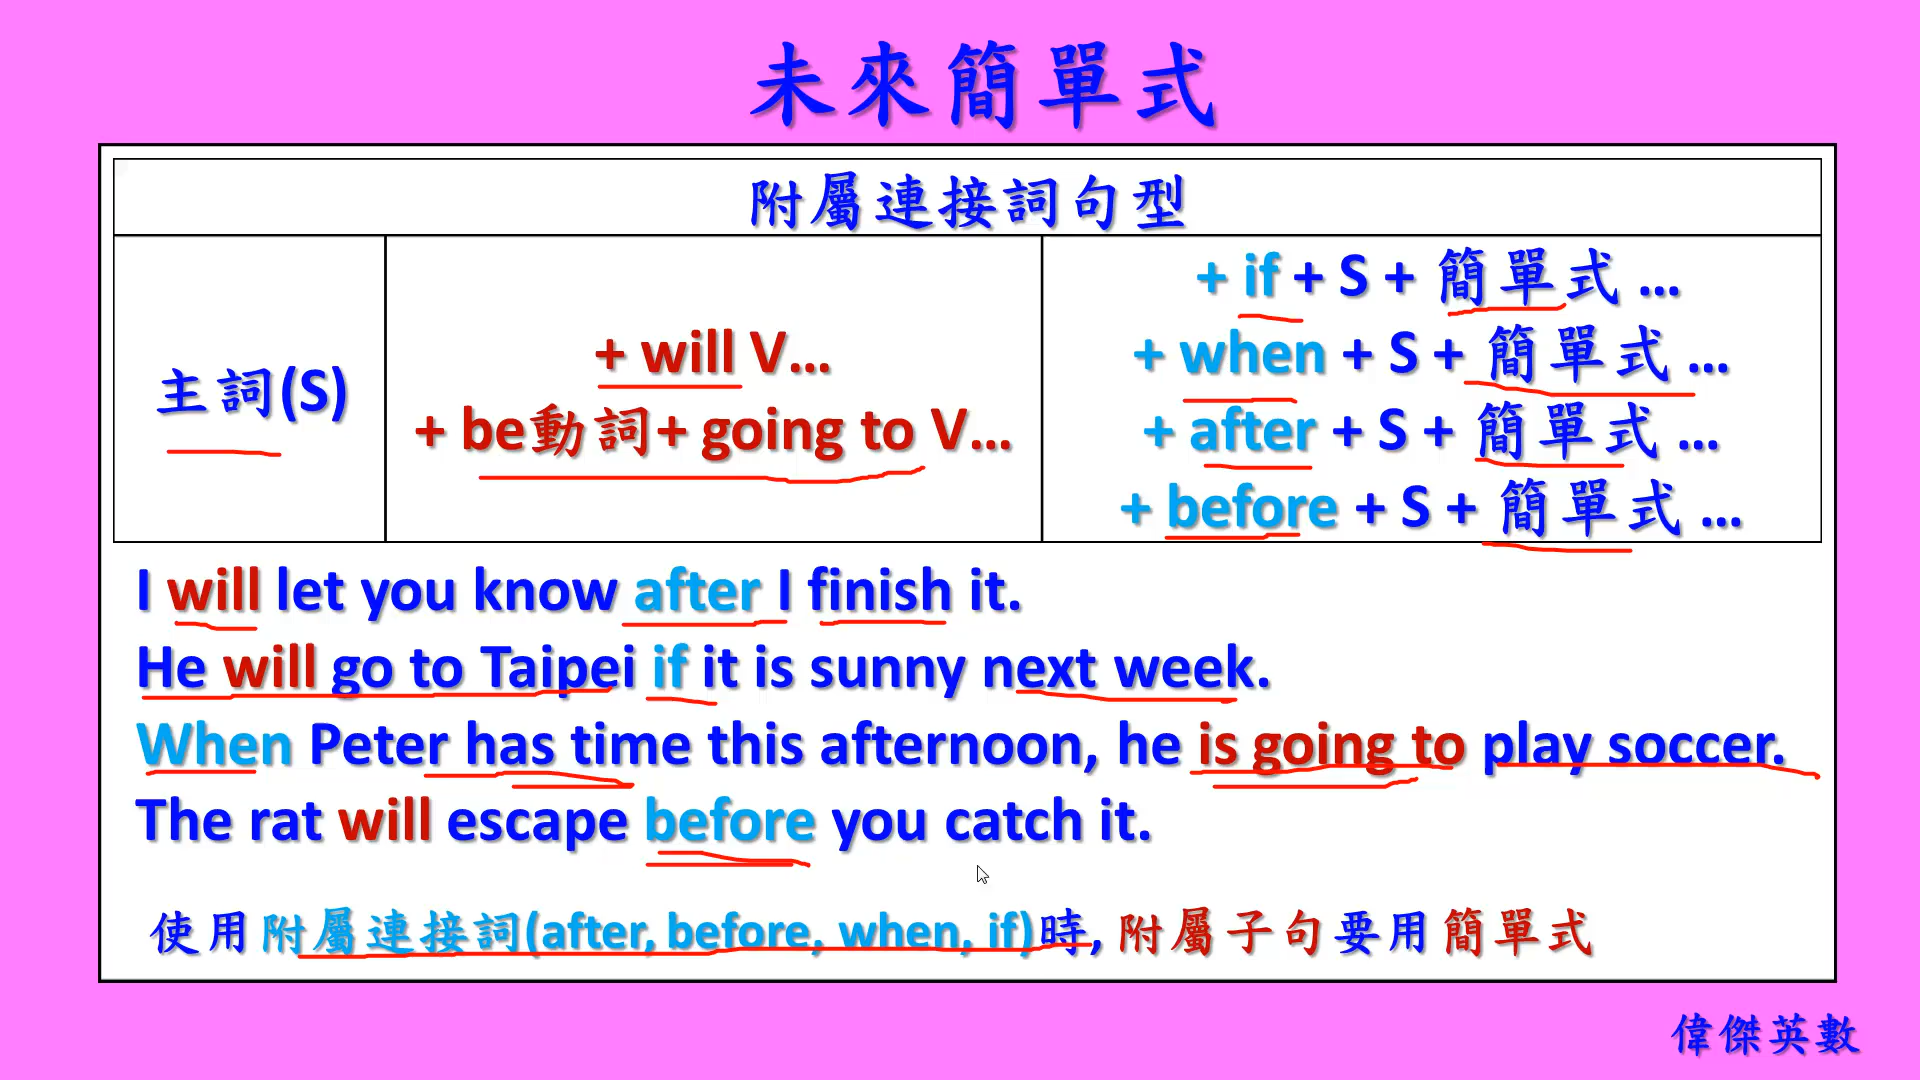 未來簡單式
附屬連接詞句型
主詞(S)
+ will V...
+ be動詞+ going to V...
+ if + S + 簡單式 ...
+ when + S + 簡單式 ...
+ after + S + 簡單式 ...
+ before + S + 簡單式 ...
I will let you know after I finish it.
He will go to Taipei if it is sunny next week.
When Peter has time this afternoon, he is going to play soccer.
The rat will escape before you catch it.
使用附屬連接詞(after, before, when, if)時, 附屬子句要用簡單式
偉傑英數